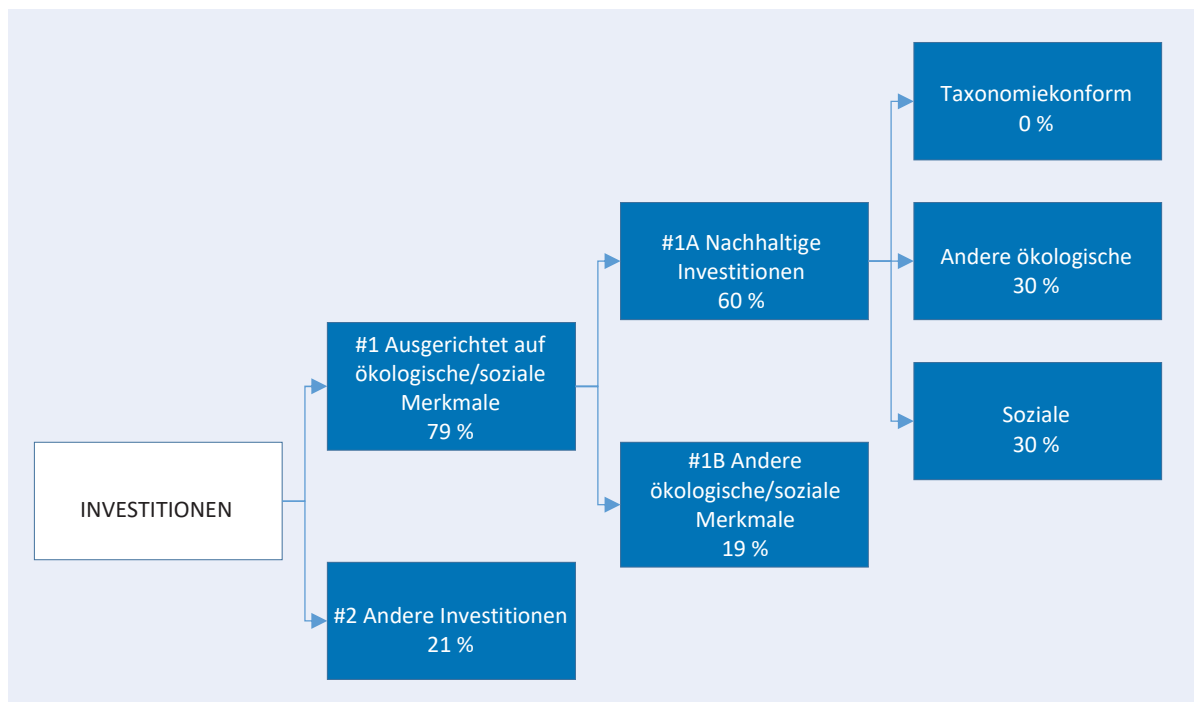 INVESTITIONEN
#1 Ausgerichtet auf
ökologische/soziale
Merkmale
79 %
#2 Andere Investitionen
21 %
#1A Nachhaltige
Investitionen
60 %
#1B Andere
ökologische/soziale
Merkmale
19 %
Taxonomiekonform
0 %
Andere ökologische
30 %
Soziale
30 %